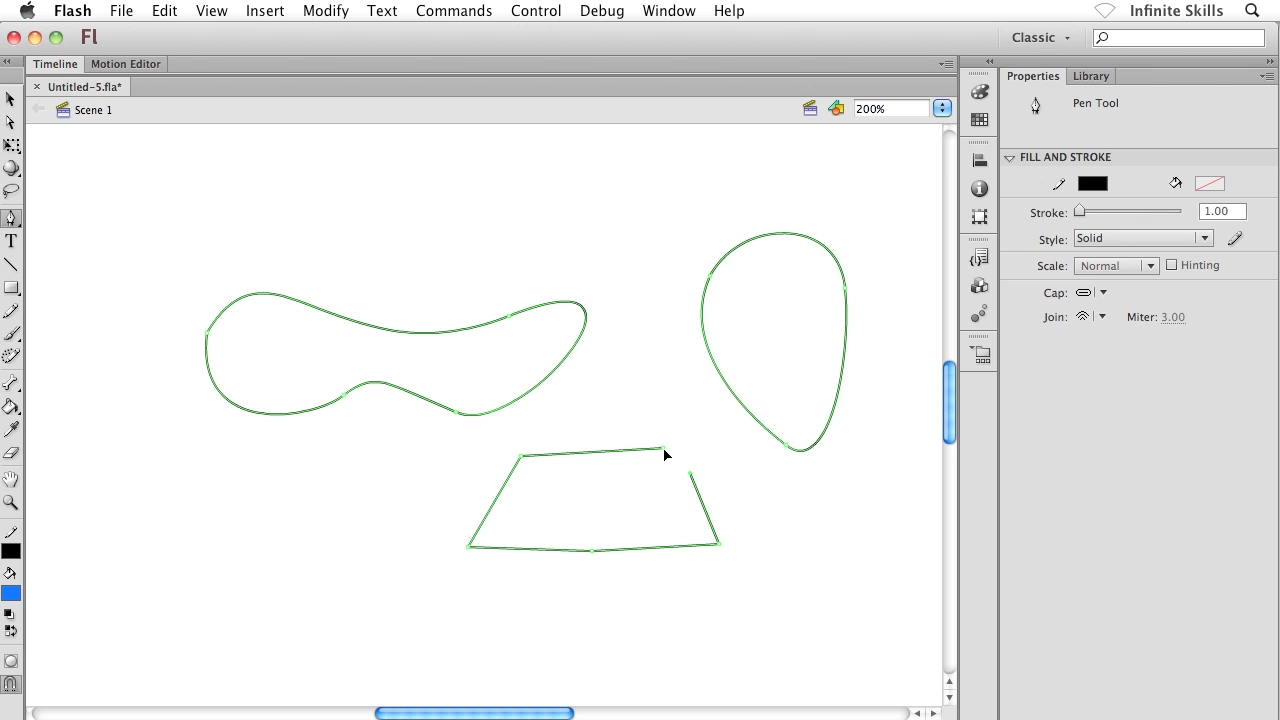 Flash File Edit View Insert Modify Text Commands Control Debug Window Help Infinite Skills
Fl Classic
Timeline Motion Editor
Untitled-5.fla*
Scene 1 200%
Properties Library
Pen Tool
FILL AND STROKE
Stroke: 1.00
Style: Solid
Scale: Normal Hinting
Cap:
Join: Miter: 3.00
T